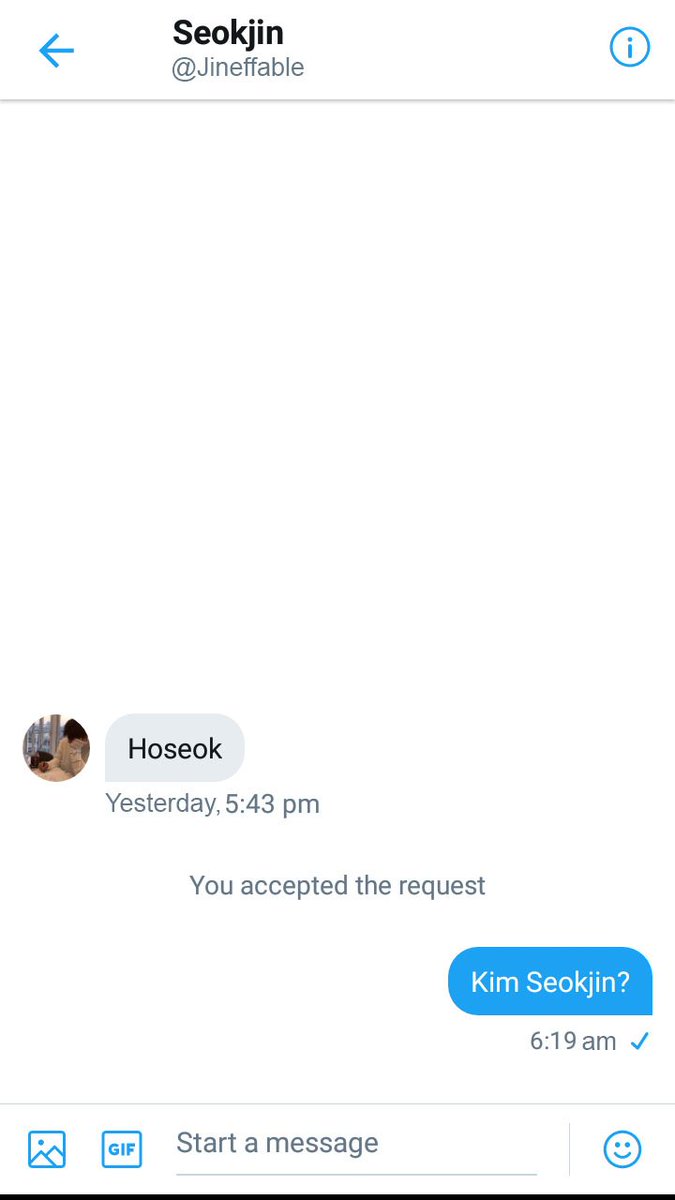 Seokjin
@Jineffable
Hoseok
Yesterday, 5:43 pm
You accepted the request
Kim Seokjin?
6:19 am
GIF
Start a message